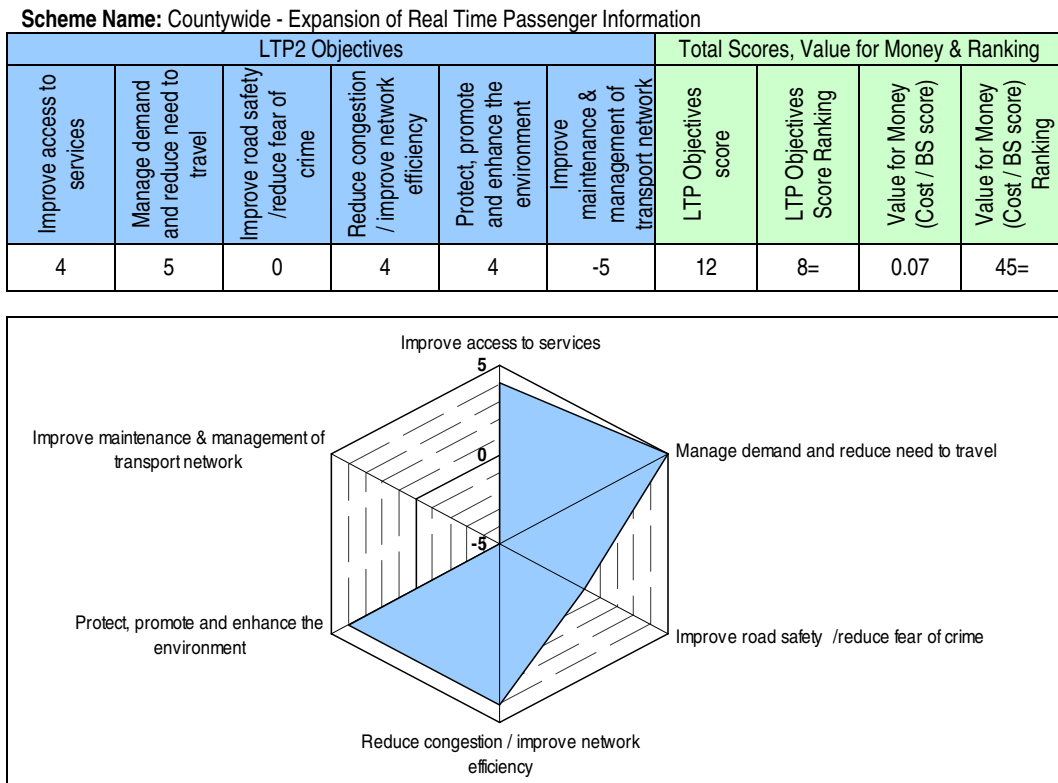 Scheme Name: Countywide - Expansion of Real Time Passenger Information
LTP2 Objectives
Total Scores, Value for Money & Ranking
Improve access to
services
Manage demand
and reduce need to
travel
Improve road safety
/reduce fear of
crime
Reduce congestion
/ improve network
efficiency
Protect, promote
and enhance the
environment
Improve
maintenance &
management of
transport network
LTP Objectives
score
LTP Objectives
Score Ranking
Value for Money
(Cost / BS score)
Value for Money
(Cost / BS score)
Ranking
4 5 0 4 4 -5 12 8= 0.07 45=
Improve access to services
5
Improve maintenance & management of
transport network
0
Manage demand and reduce need to travel
-5
Protect, promote and enhance the
environment
Improve road safety /reduce fear of crime
Reduce congestion / improve network
efficiency